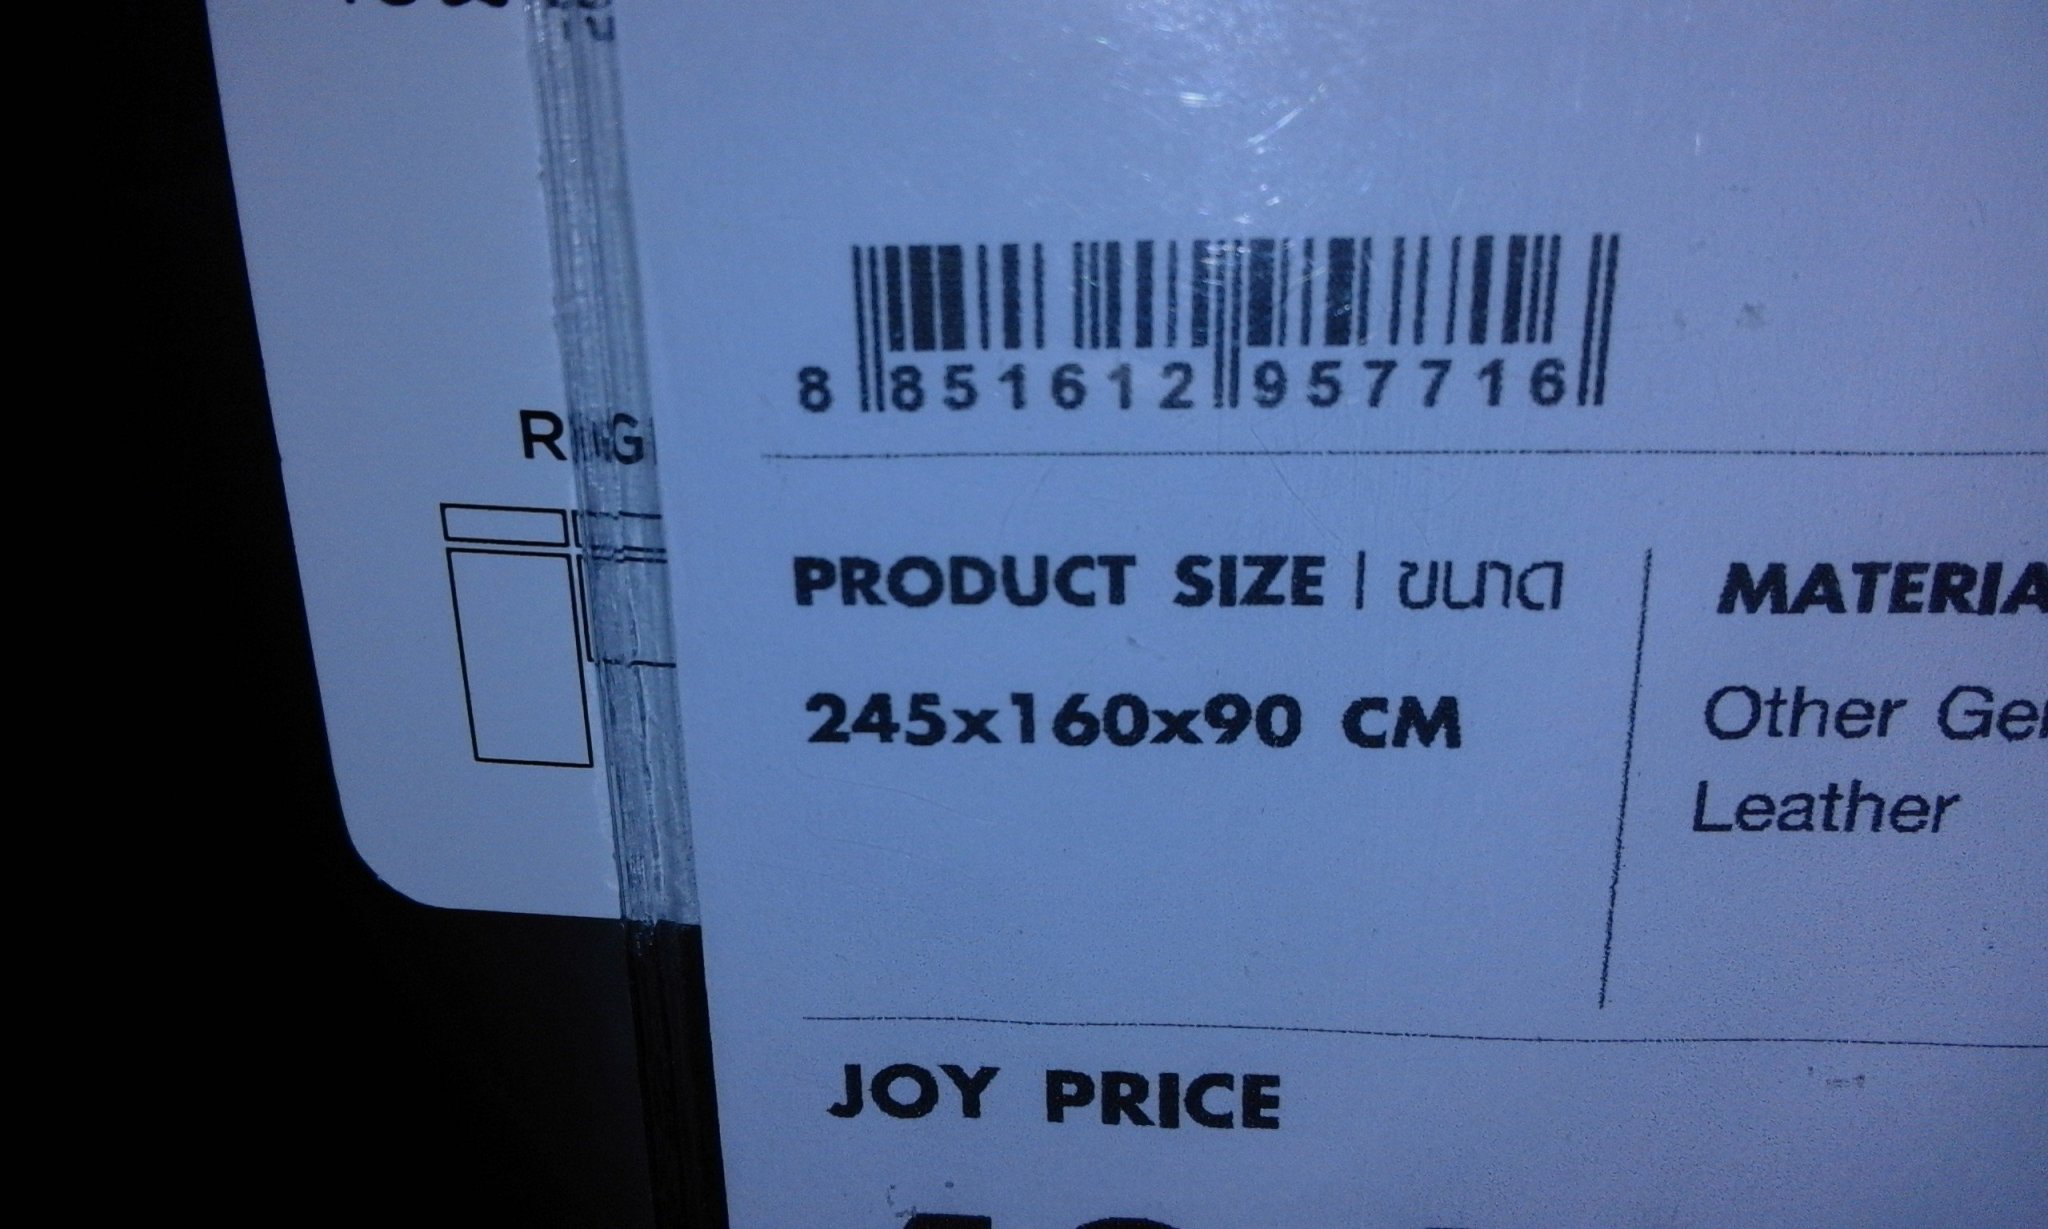 8 851612 957716
PRODUCT SIZE | ขนาด
MATERIA
245x160x90 CM
Other Ge
Leather
JOY PRICE